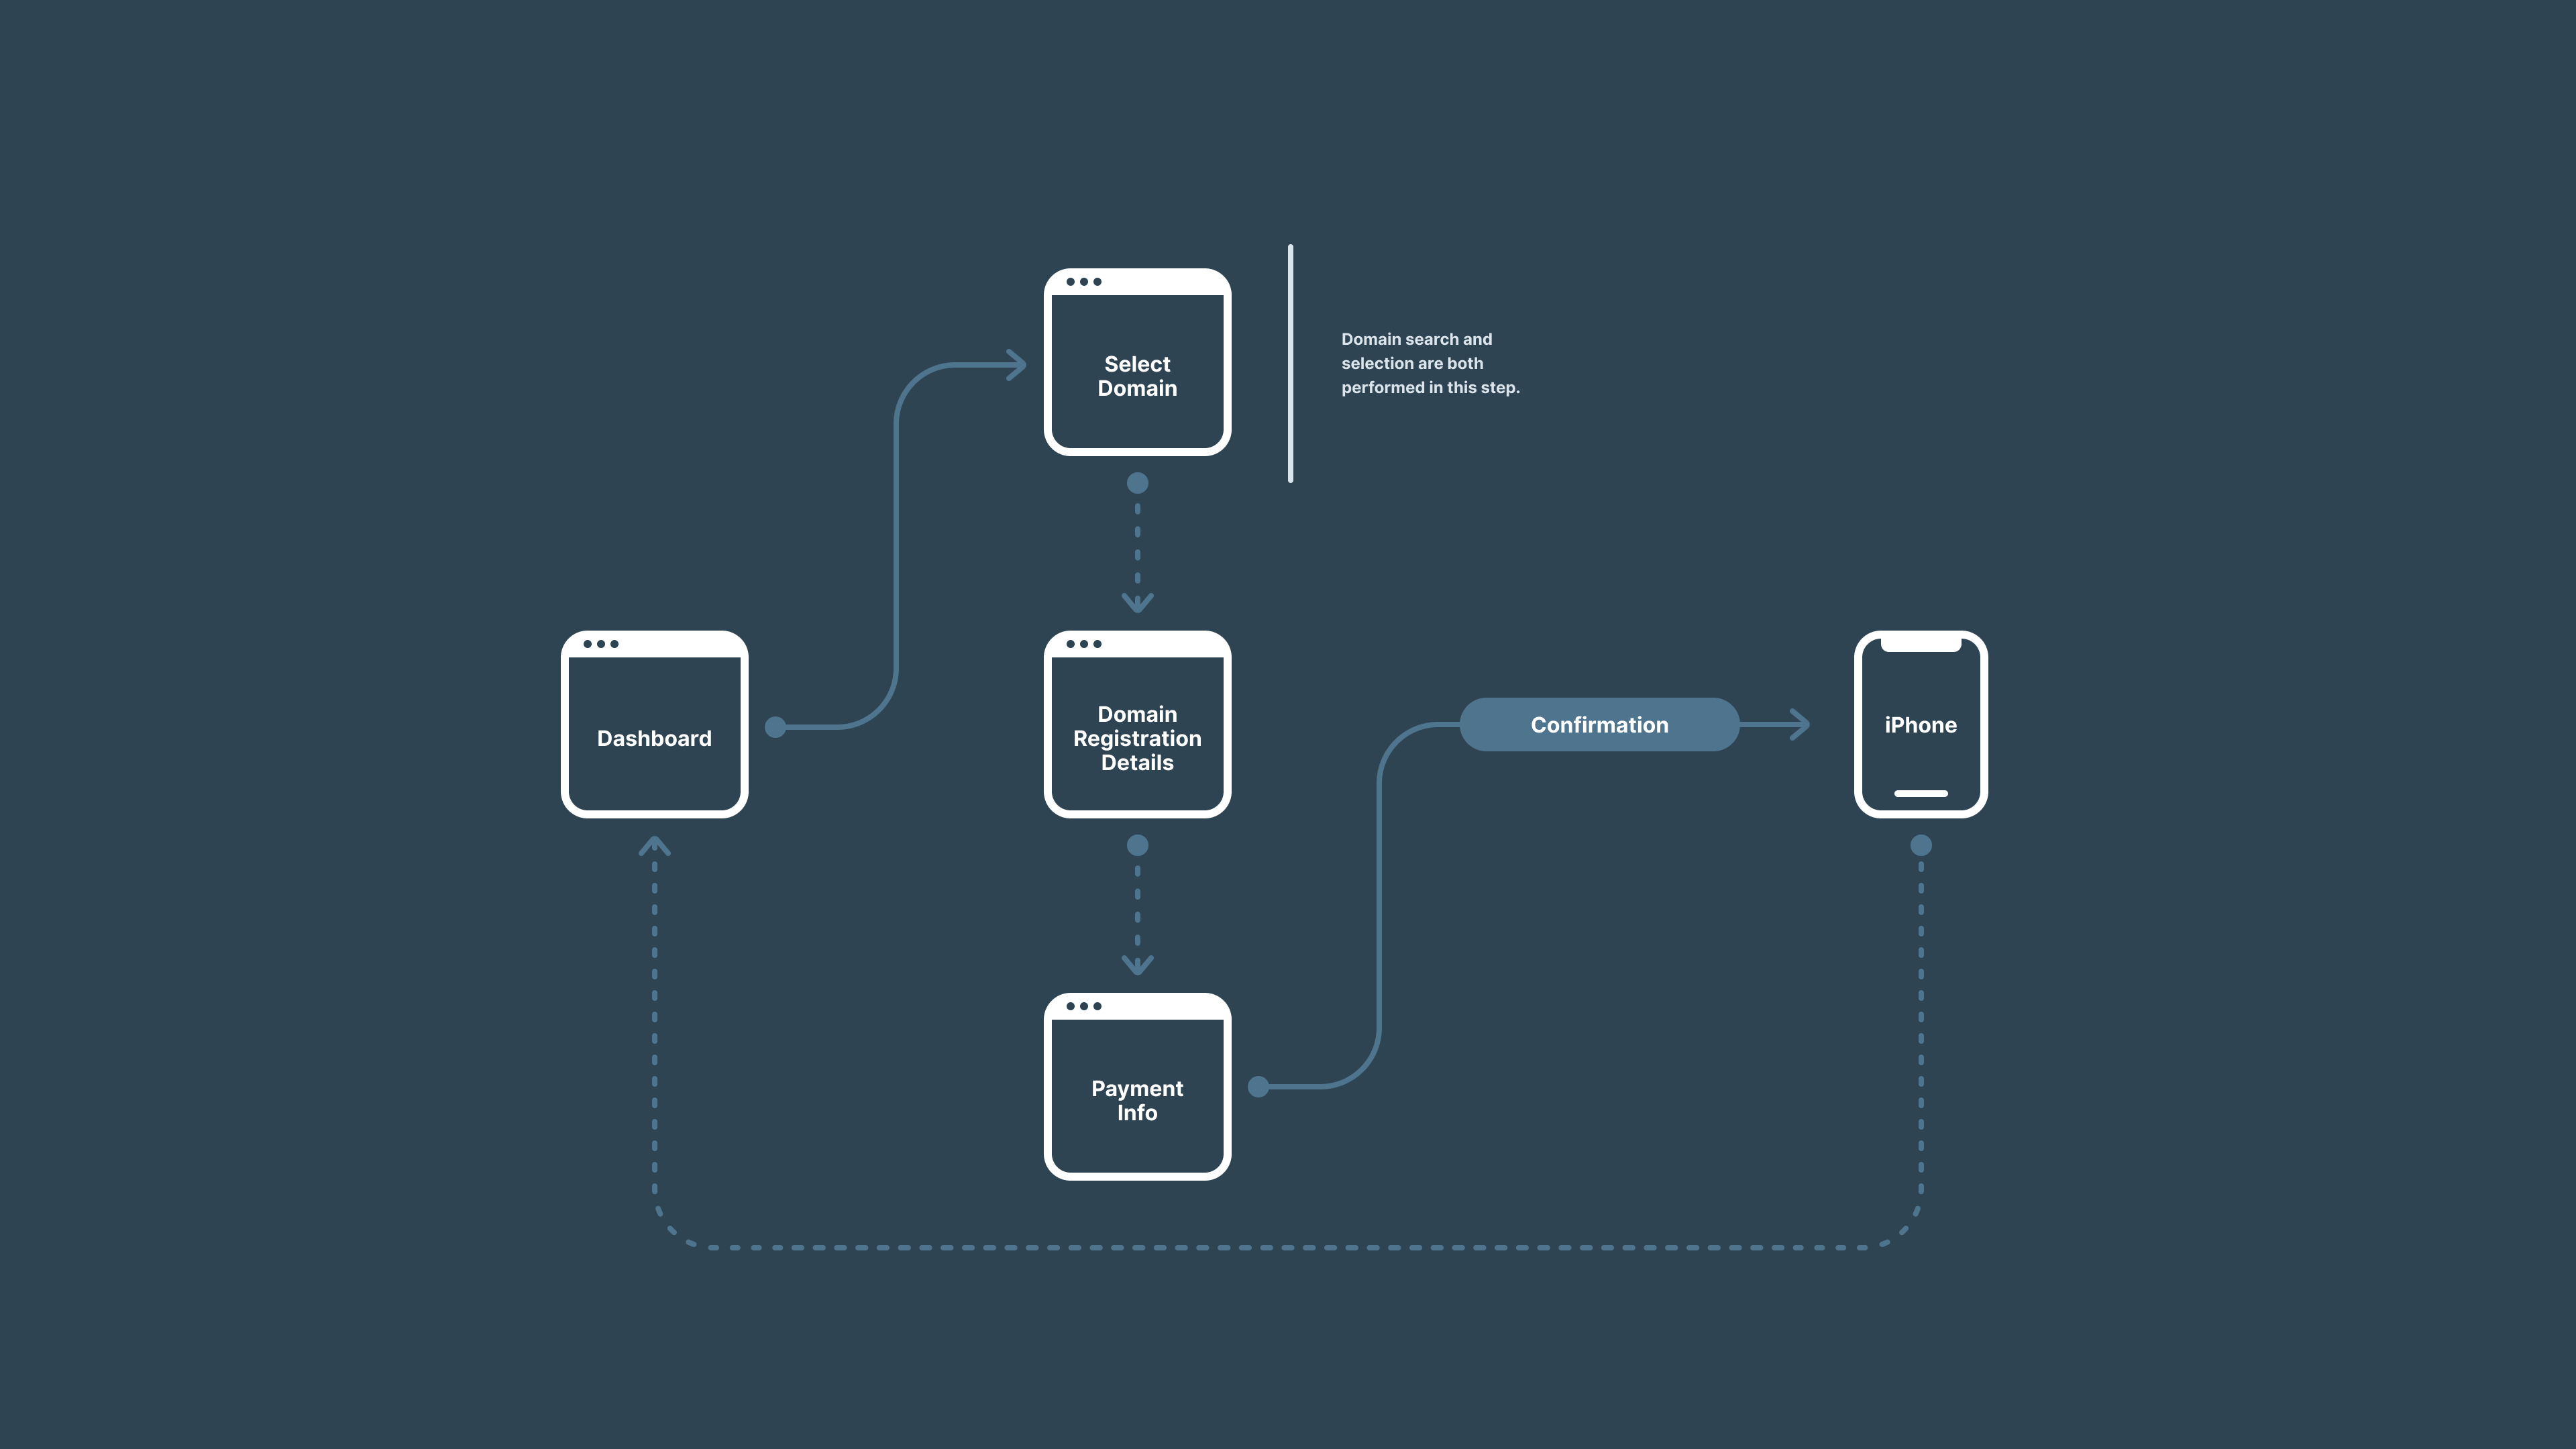 Select
Domain
Domain search and
selection are both
performed in this step.
Dashboard
Domain
Registration
Details
Confirmation
iPhone
Payment
Info